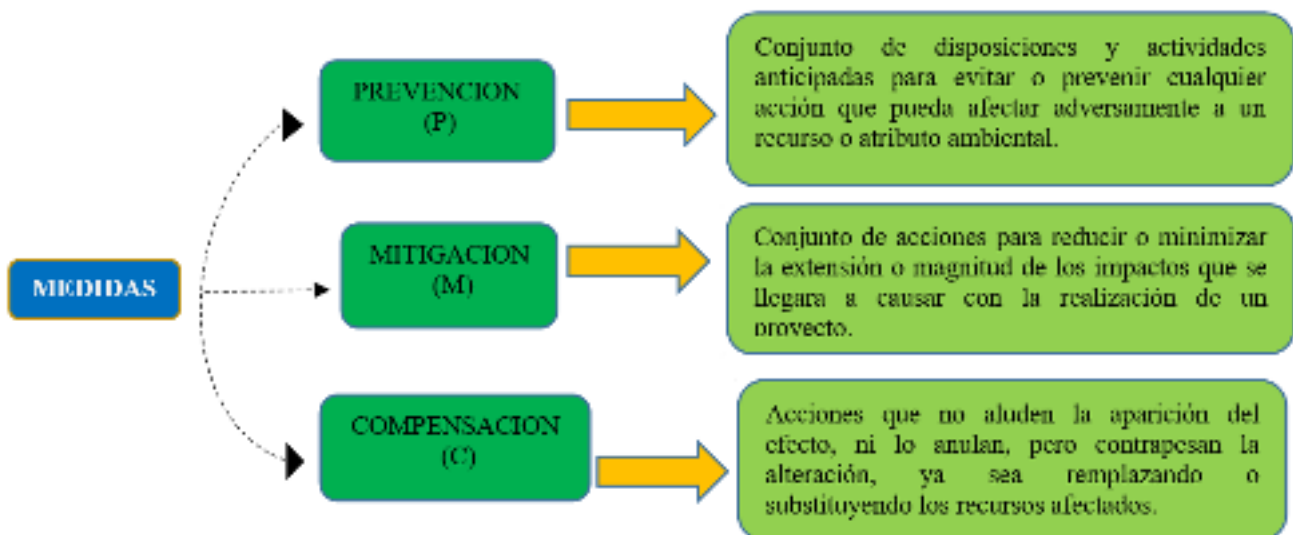 MEDIDAS
PREVENCION
(P)
Conjunto de disposiciones y actividades
anticipadas para evitar o prevenir cualquier
acción que pueda afectar adversamente a un
recurso o atributo ambiental.
MITIGACION
(M)
Conjunto de acciones para reducir o minimizar
la extensión o magnitud de los impactos que se
llegara a causar con la realización de un
proyecto.
COMPENSACION
(C)
Acciones que no aluden la aparición del
efecto, ni lo anulan, pero contrapesan la
alteración, ya sea remplazando o
substituyendo los recursos afectados.